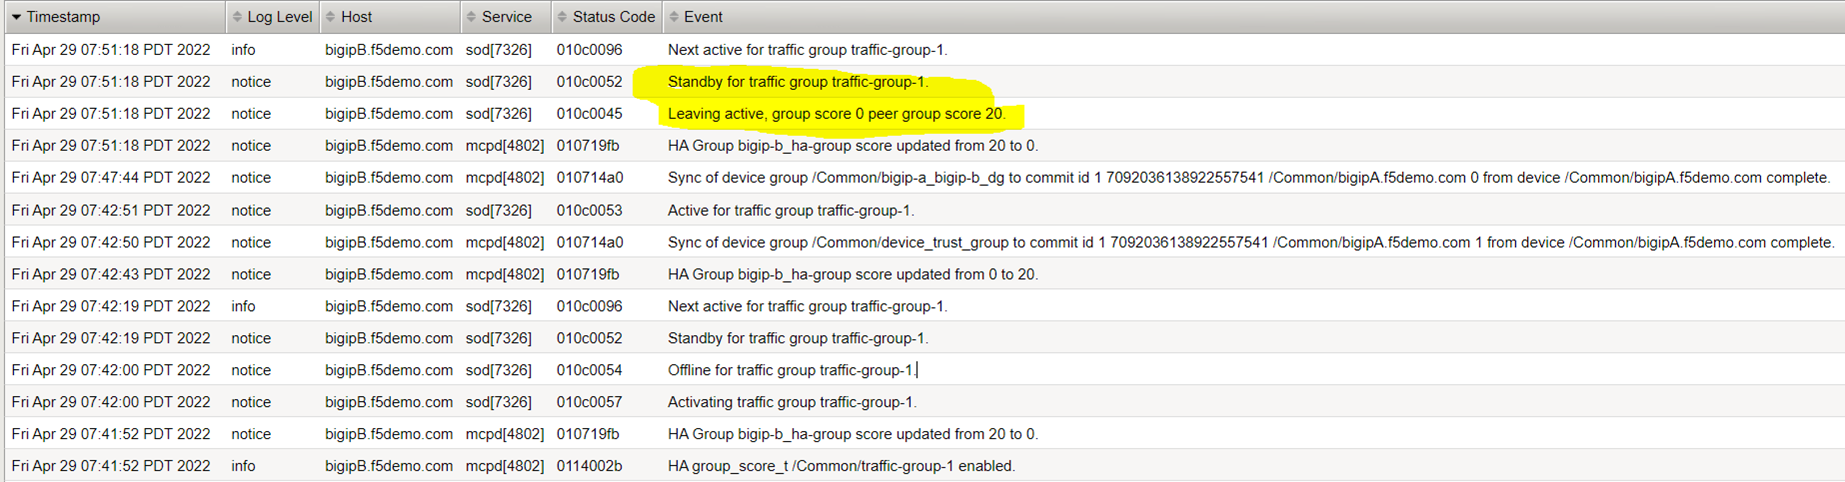 Timestamp Log Level Host Service Status Code Event
Fri Apr 29 07:51:18 PDT 2022 info bigipB.f5demo.com sod[7326] 010c0096 Next active for traffic group traffic-group-1.
Fri Apr 29 07:51:18 PDT 2022 notice bigipB.f5demo.com sod[7326] 010c0052 Standby for traffic group traffic-group-1.
Fri Apr 29 07:51:18 PDT 2022 notice bigipB.f5demo.com sod[7326] 010c0045 Leaving active, group score 0 peer group score 20.
Fri Apr 29 07:51:18 PDT 2022 notice bigipB.f5demo.com mcpd[4802] 010719fb HA Group bigip-b_ha-group score updated from 20 to 0.
Fri Apr 29 07:47:44 PDT 2022 notice bigipB.f5demo.com mcpd[4802] 010714a0 Sync of device group /Common/bigip-a_bigip-b_dg to commit id 1 7092036138922557541 /Common/bigipA.f5demo.com 0 from device /Common/bigipA.f5demo.com complete.
Fri Apr 29 07:42:51 PDT 2022 notice bigipB.f5demo.com sod[7326] 010c0053 Active for traffic group traffic-group-1.
Fri Apr 29 07:42:50 PDT 2022 notice bigipB.f5demo.com mcpd[4802] 010714a0 Sync of device group /Common/device_trust_group to commit id 1 7092036138922557541 /Common/bigipA.f5demo.com 1 from device /Common/bigipA.f5demo.com complete.
Fri Apr 29 07:42:43 PDT 2022 notice bigipB.f5demo.com mcpd[4802] 010719fb HA Group bigip-b_ha-group score updated from 0 to 20.
Fri Apr 29 07:42:19 PDT 2022 info bigipB.f5demo.com sod[7326] 010c0096 Next active for traffic group traffic-group-1.
Fri Apr 29 07:42:19 PDT 2022 notice bigipB.f5demo.com sod[7326] 010c0052 Standby for traffic group traffic-group-1.
Fri Apr 29 07:42:00 PDT 2022 notice bigipB.f5demo.com sod[7326] 010c0054 Offline for traffic group traffic-group-1.
Fri Apr 29 07:42:00 PDT 2022 notice bigipB.f5demo.com sod[7326] 010c0057 Activating traffic group traffic-group-1.
Fri Apr 29 07:41:52 PDT 2022 notice bigipB.f5demo.com mcpd[4802] 010719fb HA Group bigip-b_ha-group score updated from 20 to 0.
Fri Apr 29 07:41:52 PDT 2022 info bigipB.f5demo.com mcpd[4802] 0114002b HA group_score_t /Common/traffic-group-1 enabled.